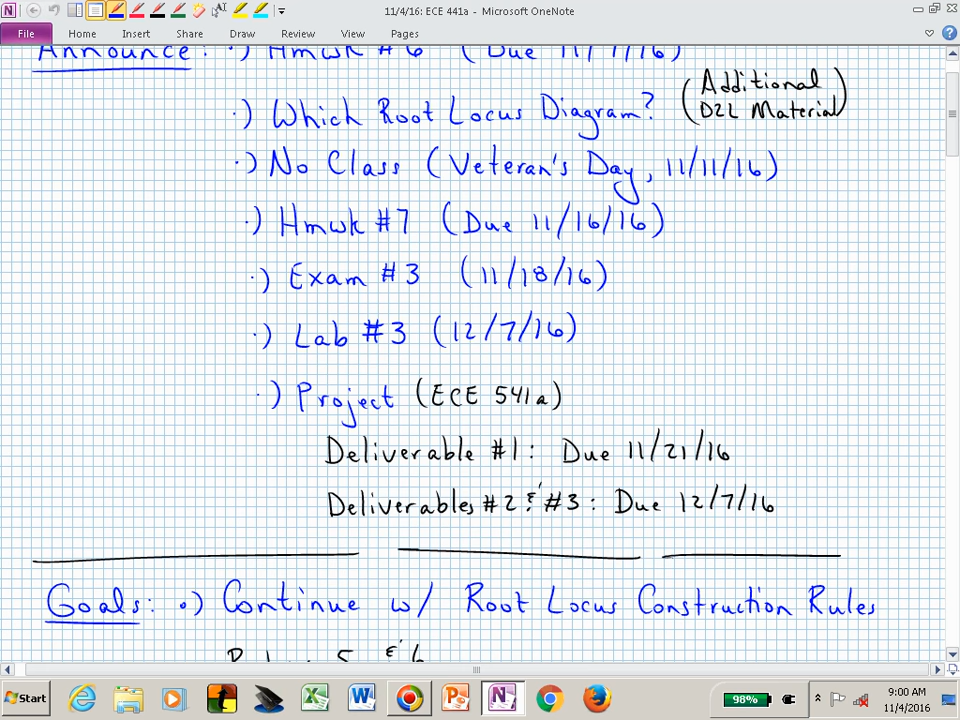 11/4/16: ECE 441a - Microsoft OneNote
File Home Insert Share Draw Review View Pages
Announce: ·) Hmwk #6 (Due 11/7/16)
·) Which Root Locus Diagram? (Additional D2L Material)
·) No Class (Veteran's Day, 11/11/16)
·) Hmwk #7 (Due 11/16/16)
·) Exam #3 (11/18/16)
·) Lab #3 (12/7/16)
·) Project (ECE 541a)
Deliverable #1: Due 11/21/16
Deliverables #2 & #3: Due 12/7/16
Goals: ·) Continue w/ Root Locus Construction Rules
5 & 6
Start
98%
9:00 AM
11/4/2016